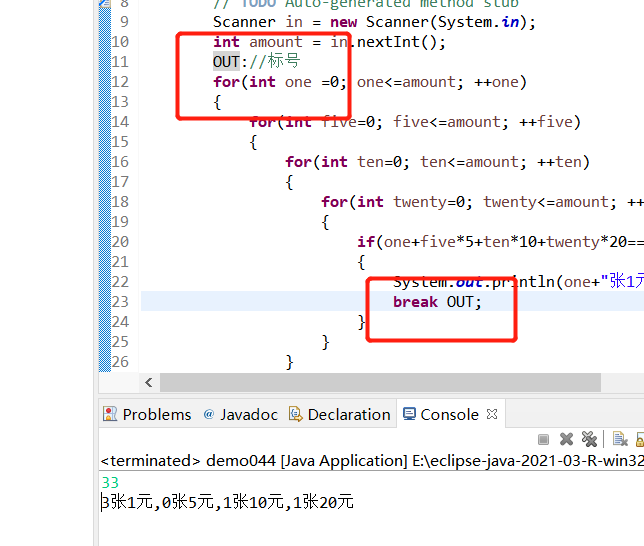 8 // TODO Auto-generated method stub
9 Scanner in = new Scanner(System.in);
10 int amount = in.nextInt();
11 OUT://标号
12 for(int one =0; one<=amount; ++one)
13 {
14 for(int five=0; five<=amount; ++five)
15 {
16 for(int ten=0; ten<=amount; ++ten)
17 {
18 for(int twenty=0; twenty<=amount; ++
19 {
20 if(one+five*5+ten*10+twenty*20==
21 {
22 System.out.println(one+"张1元
23 break OUT;
24 }
25 }
26 }
Problems @ Javadoc Declaration Console
<terminated> demo044 [Java Application] E:\eclipse-java-2021-03-R-win32
33
3张1元,0张5元,1张10元,1张20元